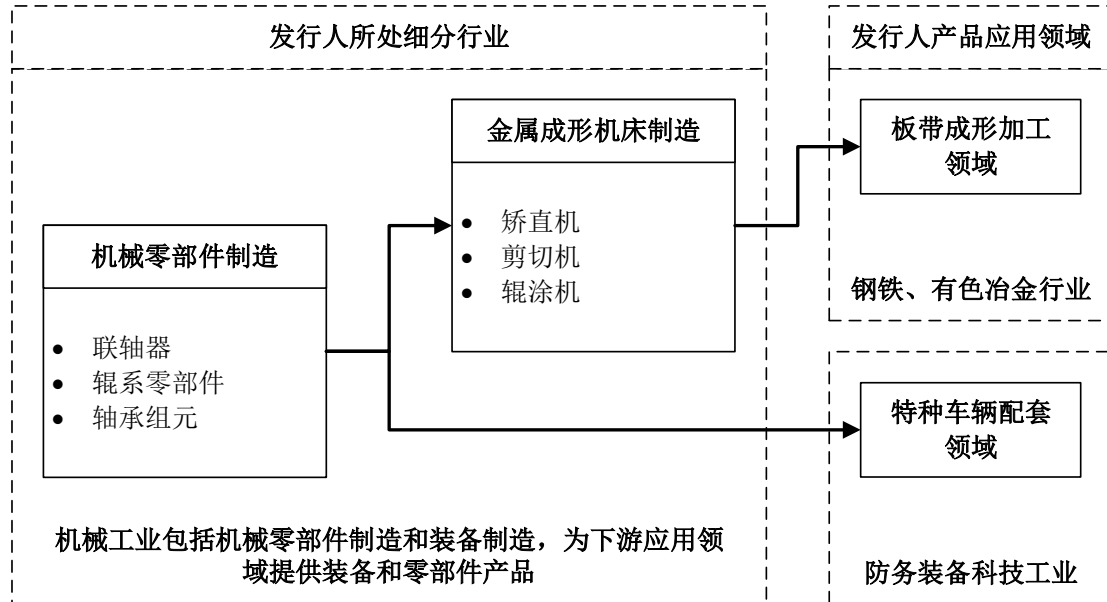 发行人所处细分行业
机械零部件制造
• 联轴器
• 辊系零部件
• 轴承组元
金属成形机床制造
• 矫直机
• 剪切机
• 辊涂机
机械工业包括机械零部件制造和装备制造，为下游应用领
域提供装备和零部件产品
发行人产品应用领域
板带成形加工
领域
钢铁、有色冶金行业
特种车辆配套
领域
防务装备科技工业